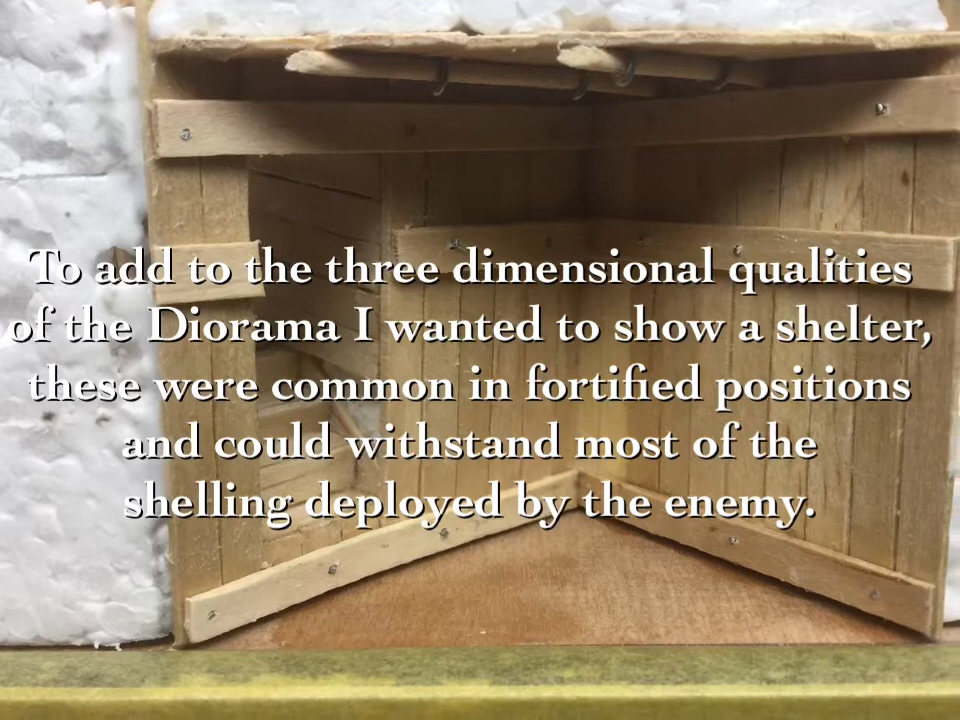 To add to the three dimensional qualities
of the Diorama I wanted to show a shelter,
these were common in fortified positions
and could withstand most of the
shelling deployed by the enemy.